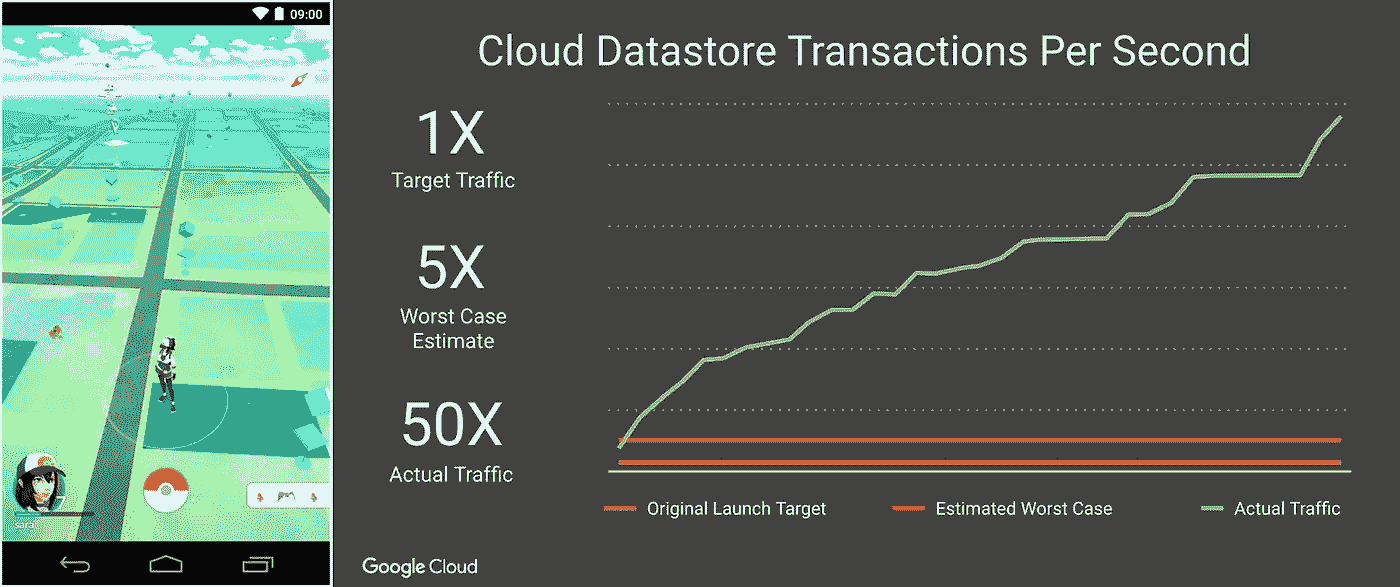 09:00
sara
Cloud Datastore Transactions Per Second
1X
Target Traffic
5X
Worst Case
Estimate
50X
Actual Traffic
Original Launch Target
Estimated Worst Case
Actual Traffic
Google Cloud